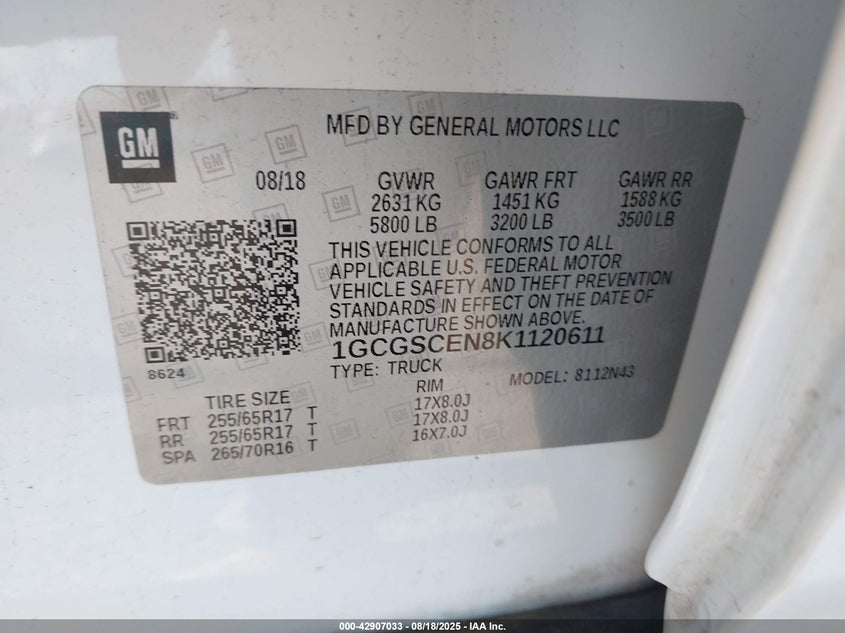 GM
MFD BY GENERAL MOTORS LLC
08/18 GVWR GAWR FRT GAWR RR
2631 KG 1451 KG 1588 KG
5800 LB 3200 LB 3500 LB
THIS VEHICLE CONFORMS TO ALL
APPLICABLE U.S. FEDERAL MOTOR
VEHICLE SAFETY AND THEFT PREVENTION
STANDARDS IN EFFECT ON THE DATE OF
MANUFACTURE SHOWN ABOVE.
1GCGSCEN8K1120611
8624
TYPE: TRUCK MODEL: 8112N43
TIRE SIZE RIM
FRT 255/65R17 T 17X8.0J
RR 255/65R17 T 17X8.0J
SPA 265/70R16 T 16X7.0J
000-42907033 - 08/18/2025 - IAA Inc.